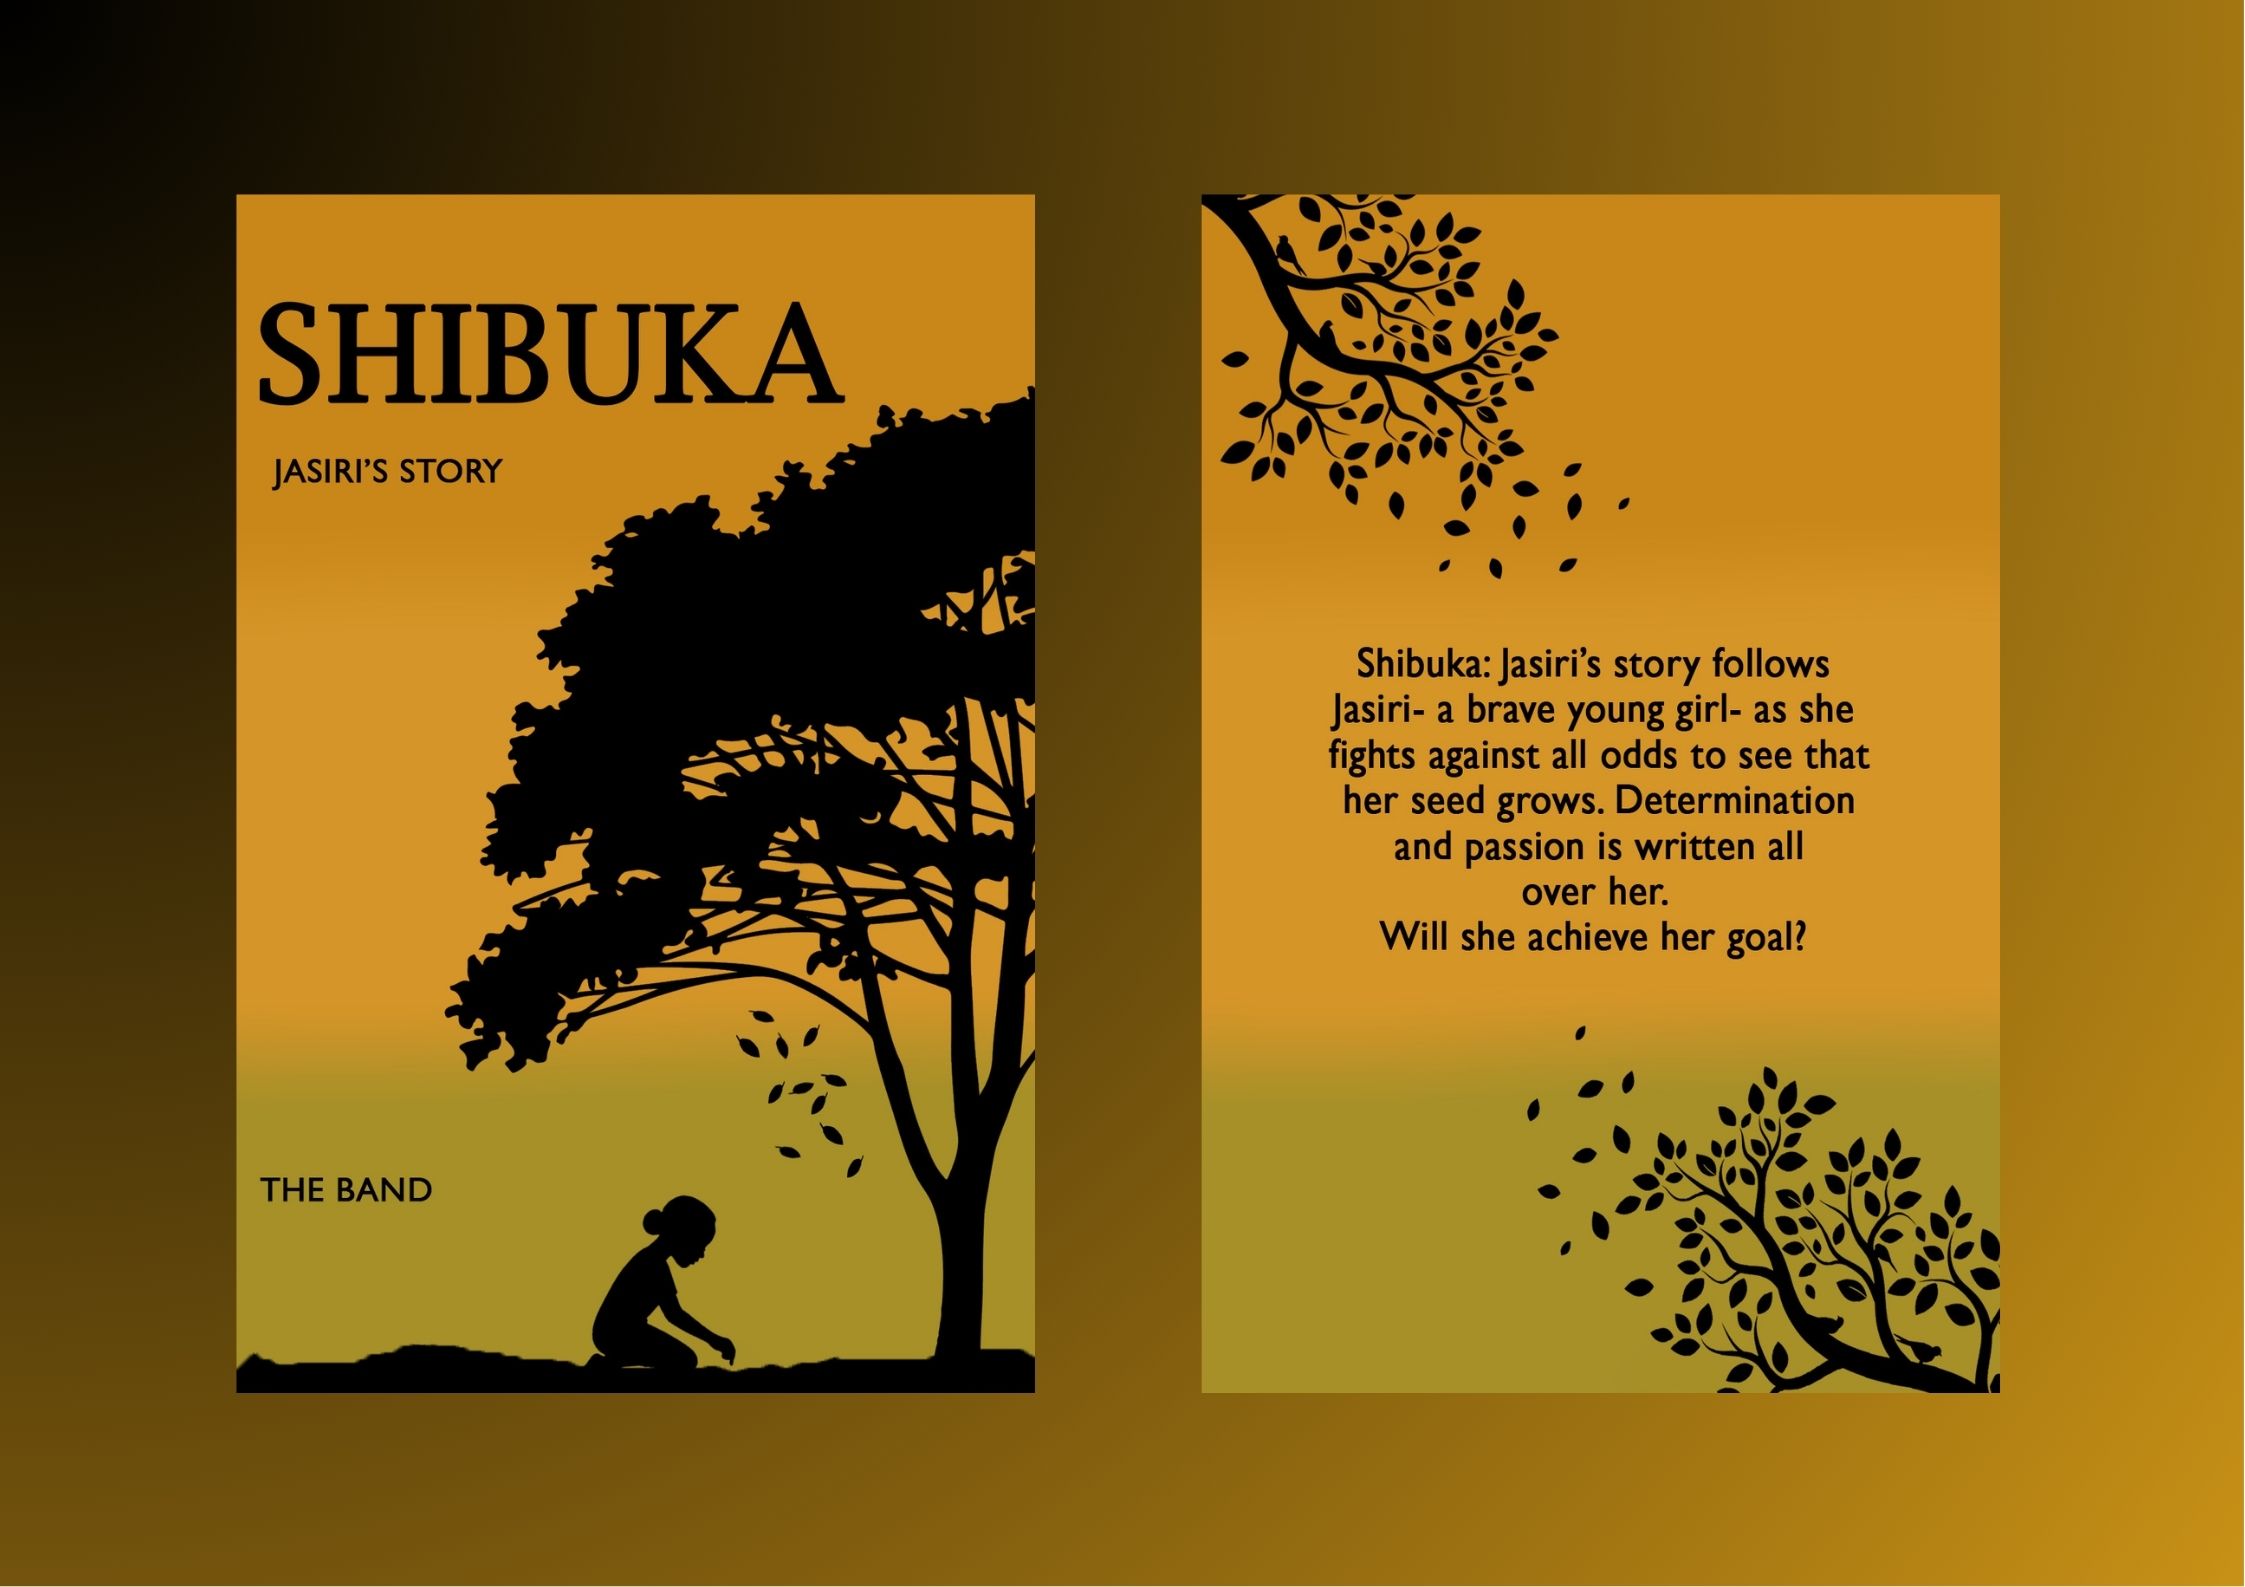 SHIBUKA
JASIRI'S STORY
THE BAND
Shibuka: Jasiri's story follows
Jasiri- a brave young girl- as she
fights against all odds to see that
her seed grows. Determination
and passion is written all
over her.
Will she achieve her goal?